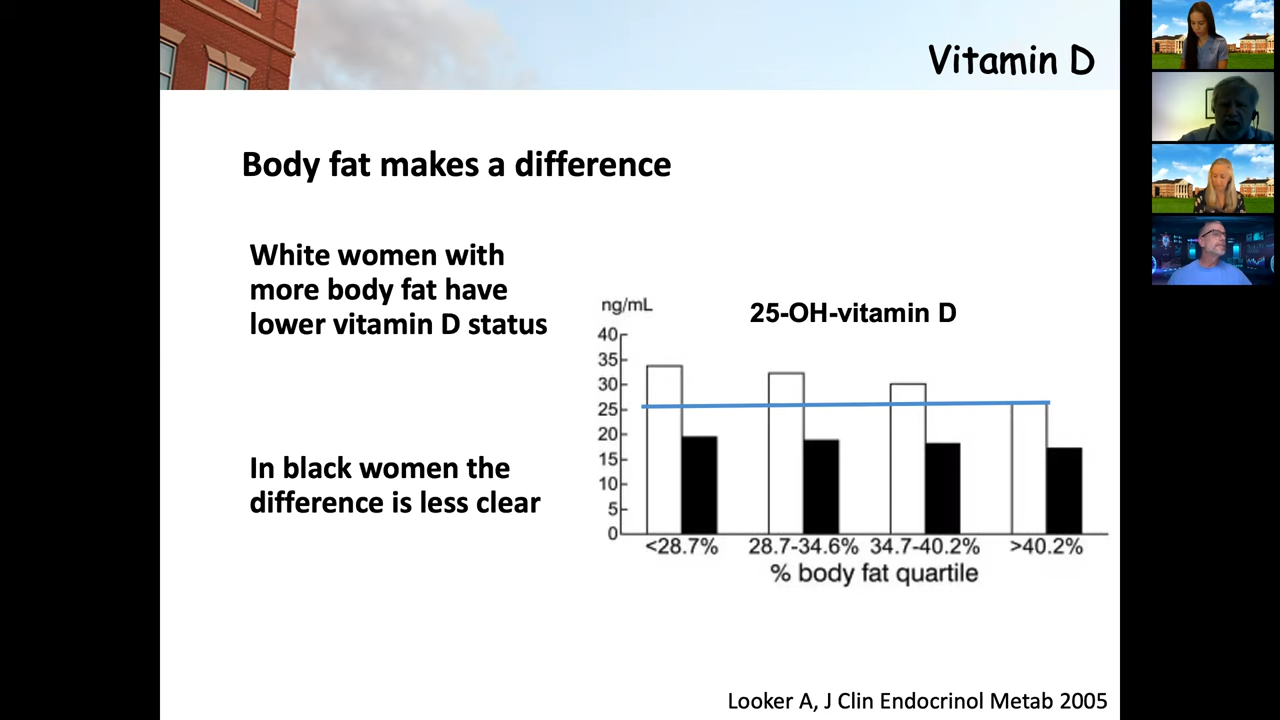 Vitamin D
Body fat makes a difference
White women with
more body fat have
lower vitamin D status
In black women the
difference is less clear
ng/mL
25-OH-vitamin D
40
35
30
25
20
15
10
5
0
<28.7% 28.7-34.6% 34.7-40.2% >40.2%
% body fat quartile
Looker A, J Clin Endocrinol Metab 2005